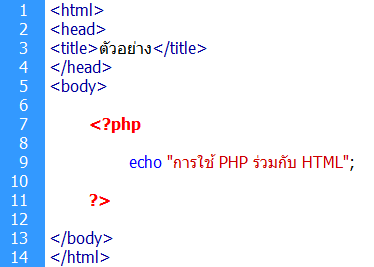 1 <html>
2 <head>
3 <title>ตัวอย่าง</title>
4 </head>
5 <body>
6
7 <?php
8
9 echo "การใช้ PHP ร่วมกับ HTML";
10
11 ?>
12
13 </body>
14 </html>